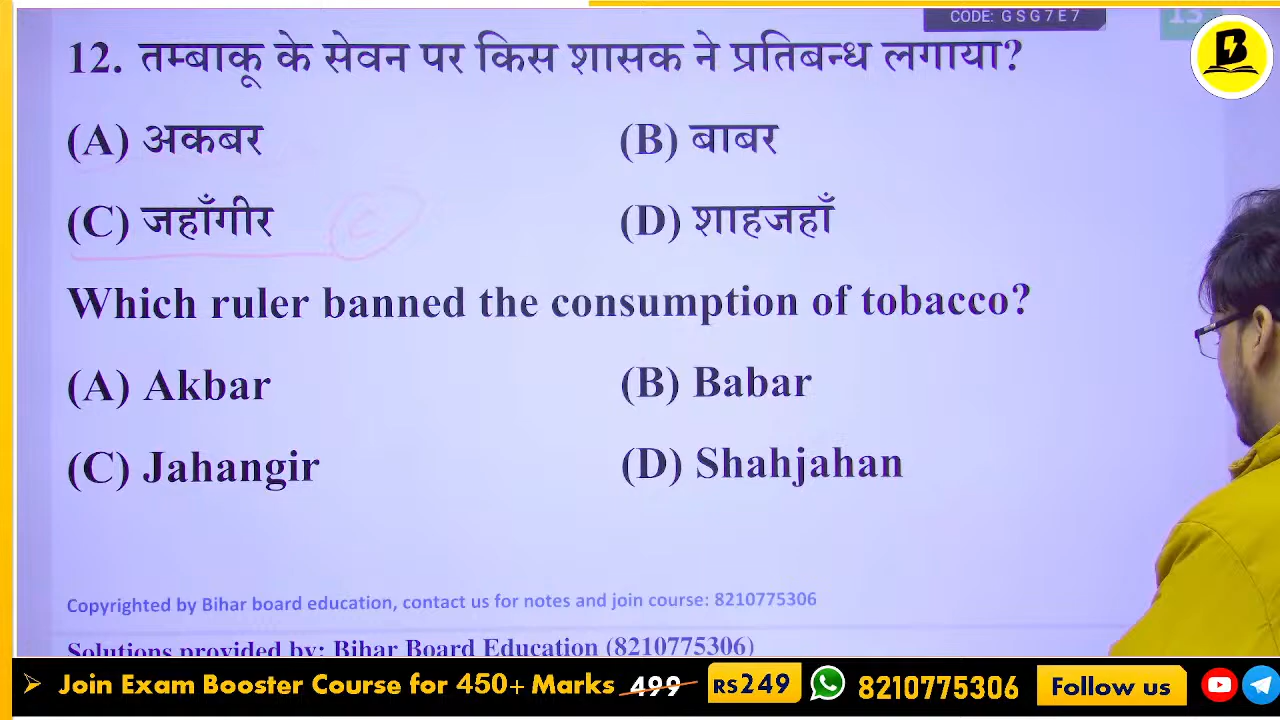 CODE: G S G 7 E 7
13
B
12. तम्बाकू के सेवन पर किस शासक ने प्रतिबन्ध लगाया?
(A) अकबर (B) बाबर
(C) जहाँगीर (D) शाहजहाँ
C
Which ruler banned the consumption of tobacco?
(A) Akbar (B) Babar
(C) Jahangir (D) Shahjahan
Copyrighted by Bihar board education, contact us for notes and join course: 8210775306
Solutions provided by: Bihar Board Education (8210775306)
Join Exam Booster Course for 450+ Marks 499 RS249 8210775306 Follow us